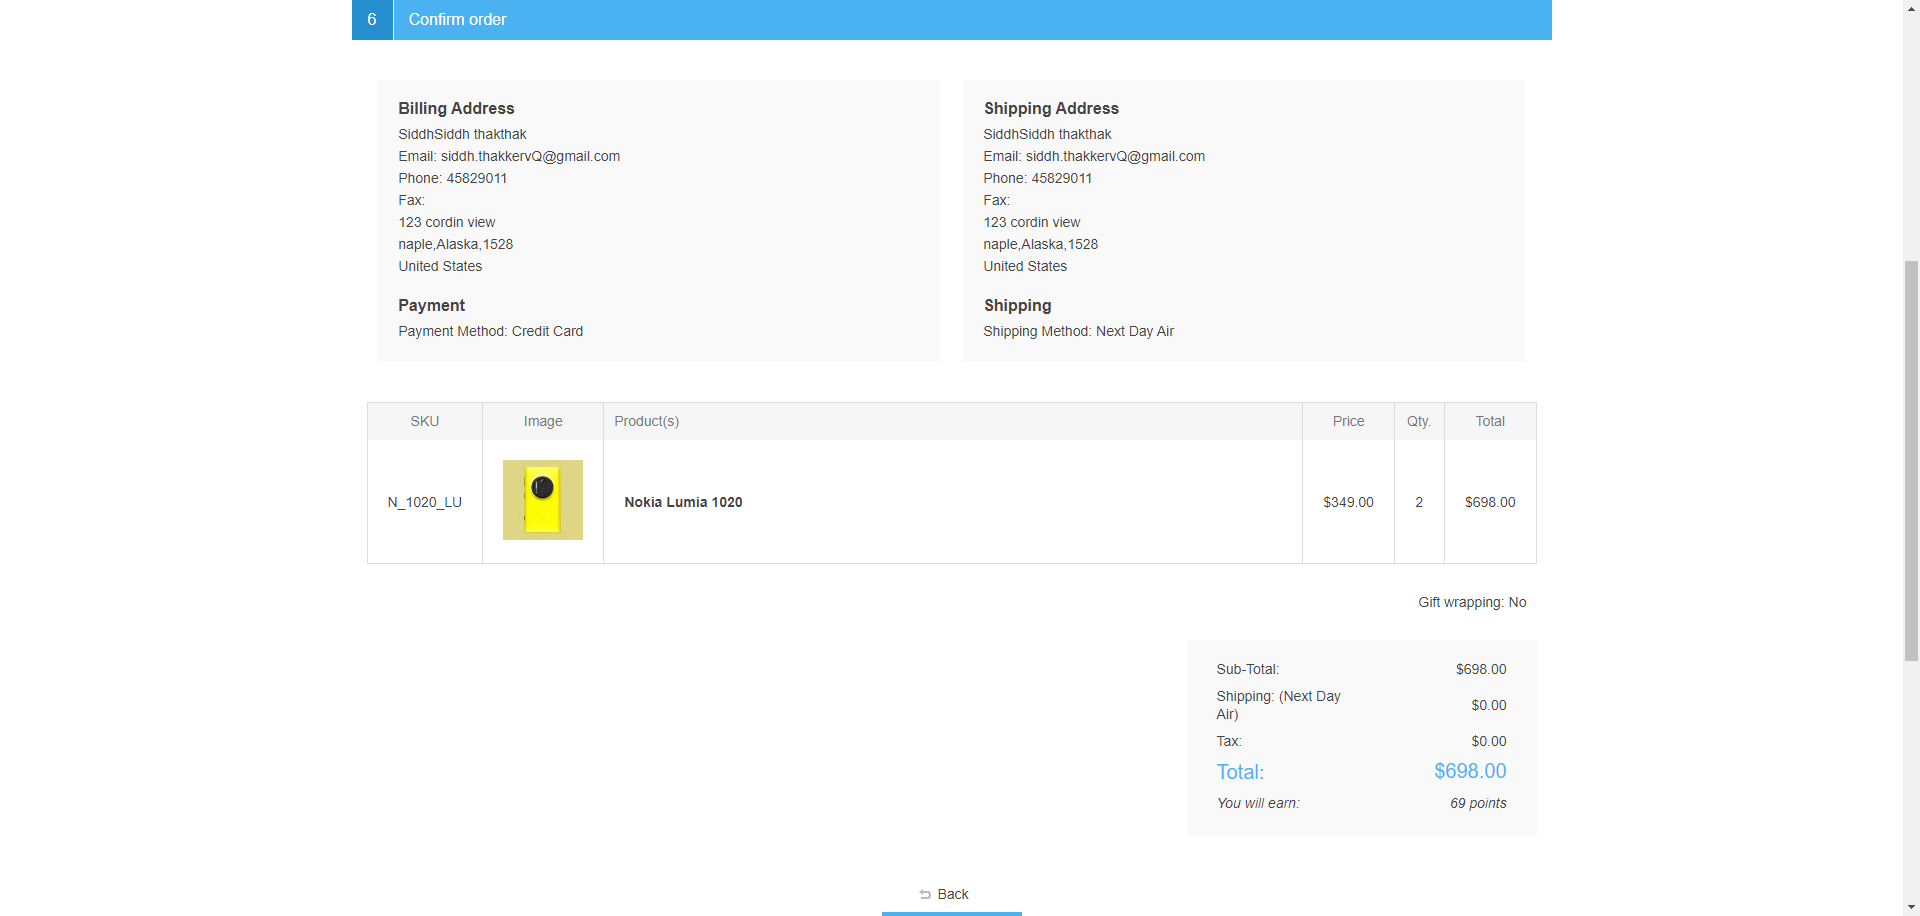 6 Confirm order
Billing Address
SiddhSiddh thakthak
Email: siddh.thakkervQ@gmail.com
Phone: 45829011
Fax:
123 cordin view
naple,Alaska,1528
United States
Payment
Payment Method: Credit Card
Shipping Address
SiddhSiddh thakthak
Email: siddh.thakkervQ@gmail.com
Phone: 45829011
Fax:
123 cordin view
naple,Alaska,1528
United States
Shipping
Shipping Method: Next Day Air
SKU Image Product(s) Price Qty. Total
N_1020_LU Nokia Lumia 1020 $349.00 2 $698.00
Gift wrapping: No
Sub-Total: $698.00
Shipping: (Next Day
Air) $0.00
Tax: $0.00
Total: $698.00
You will earn: 69 points
Back